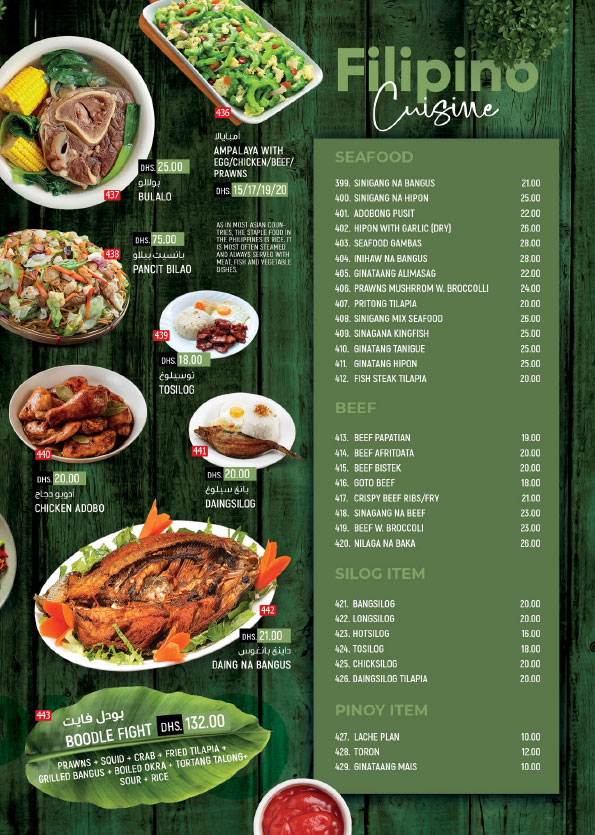 Filipino
Cuisine
436
أمبايالا
AMPALAYA WITH
EGG/CHICKEN/BEEF/
PRAWNS
DHS. 15/17/19/20
DHS. 25.00
437
بولالو
BULALO
AS IN MOST ASIAN COUN-
TRIES, THE STAPLE FOOD IN
THE PHILIPPINES IS RICE. IT
IS MOST OFTEN STEAMED
AND ALWAYS SERVED WITH
MEAT, FISH AND VEGETABLE
DISHES.
DHS. 75.00
438
بانسيت بيلاو
PANCIT BILAO
439
DHS. 18.00
توسيلوغ
TOSILOG
440
DHS. 20.00
أدوبو دجاج
CHICKEN ADOBO
441
DHS. 20.00
بانغ سيلوغ
DAINGSILOG
442
DHS. 21.00
داينغ بانغوس
DAING NA BANGUS
443
بودل فايت
BOODLE FIGHT DHS. 132.00
PRAWNS + SQUID + CRAB + FRIED TILAPIA +
GRILLED BANGUS + BOILED OKRA + TORTANG TALONG+
SOUR + RICE
SEAFOOD
399. SINIGANG NA BANGUS 21.00
400. SINIGANG NA HIPON 25.00
401. ADOBONG PUSIT 22.00
402. HIPON WITH GARLIC (DRY) 26.00
403. SEAFOOD GAMBAS 28.00
404. INIHAW NA BANGUS 28.00
405. GINATAANG ALIMASAG 22.00
406. PRAWNS MUSHRROM W. BROCCOLLI 24.00
407. PRITONG TILAPIA 20.00
408. SINIGANG MIX SEAFOOD 26.00
409. SINAGANA KINGFISH 25.00
410. GINATANG TANIGUE 25.00
411. GINATANG HIPON 25.00
412. FISH STEAK TILAPIA 20.00
BEEF
413. BEEF PAPATIAN 19.00
414. BEEF AFRITDATA 20.00
415. BEEF BISTEK 20.00
416. GOTO BEEF 18.00
417. CRISPY BEEF RIBS/FRY 21.00
418. SINAGANG NA BEEF 23.00
419. BEEF W. BROCCOLI 23.00
420. NILAGA NA BAKA 26.00
SILOG ITEM
421. BANGSILOG 20.00
422. LONGSILOG 20.00
423. HOTSILOG 16.00
424. TOSILOG 18.00
425. CHICKSILOG 20.00
426. DAINGSILOG TILAPIA 20.00
PINOY ITEM
427. LACHE PLAN 10.00
428. TORON 12.00
429. GINATAANG MAIS 10.00